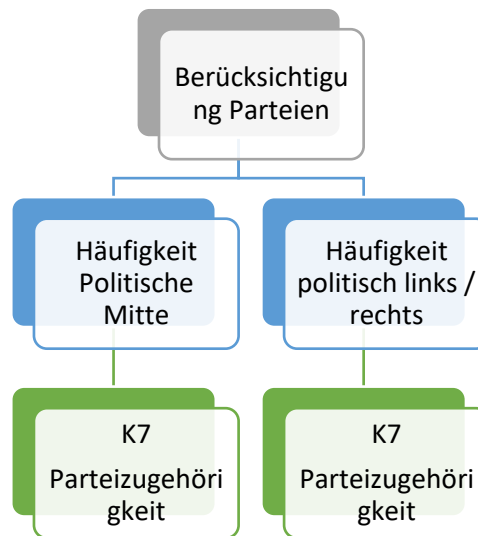 Berücksichtigu
ng Parteien
Häufigkeit
Politische
Mitte
Häufigkeit
politisch links /
rechts
K7
Parteizugehöri
gkeit
K7
Parteizugehöri
gkeit